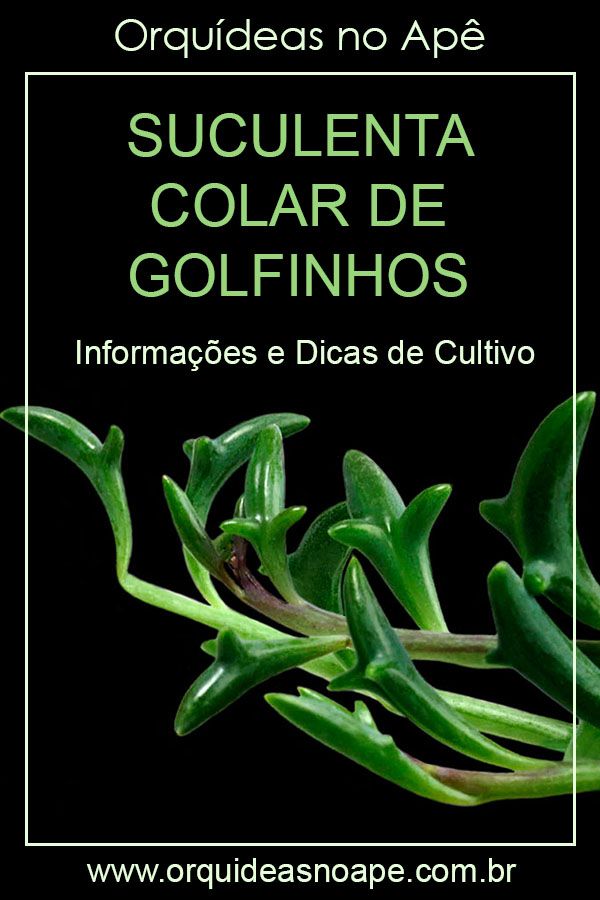 Orquídeas no Apê
SUCULENTA
COLAR DE
GOLFINHOS
Informações e Dicas de Cultivo
www.orquideasnoape.com.br